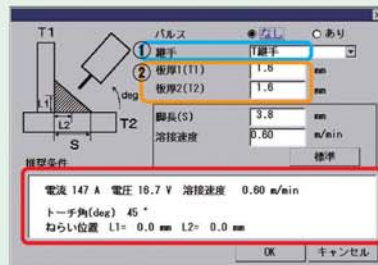 T1
パルス なし あり
① 継手 T継手
② 板厚1(T1) 1.6 mm
板厚2(T2) 1.6 mm
deg
L1
L2 T2
S
脚長(S) 3.8 mm
溶接速度 0.60 m/min
標準
推奨条件
電流 147 A 電圧 16.7 V 溶接速度 0.60 m/min
トーチ角(deg) 45 °
ねらい位置 L1= 0.0 mm L2= 0.0 mm
OK キャンセル